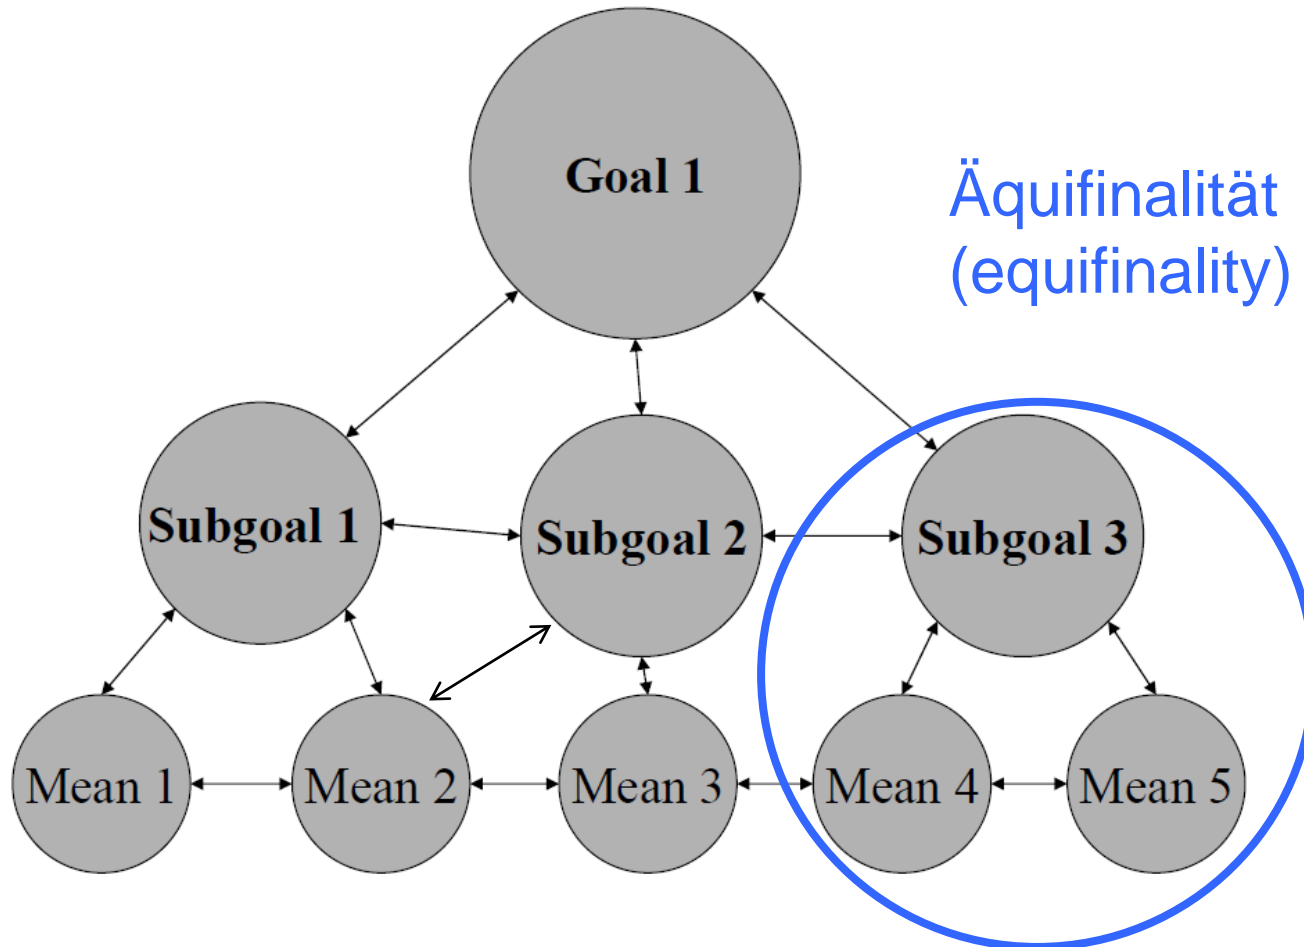 Goal 1
Äquifinalität
(equifinality)
Subgoal 1
Subgoal 2
Subgoal 3
Mean 1
Mean 2
Mean 3
Mean 4
Mean 5